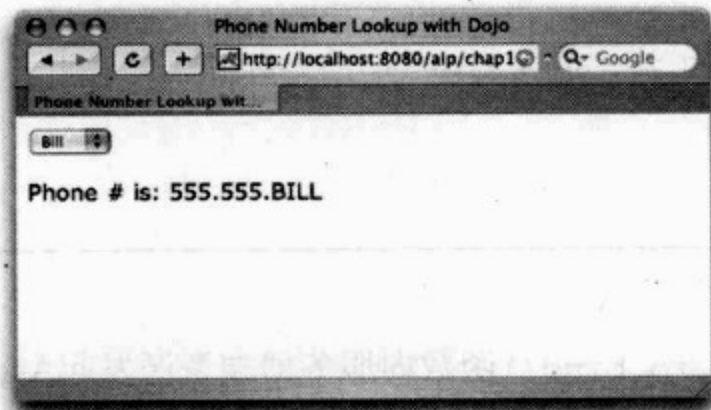 Phone Number Lookup with Dojo
http://localhost:8080/alp/chap1
Google
Phone Number Lookup wit...
Bill
Phone # is: 555.555.BILL